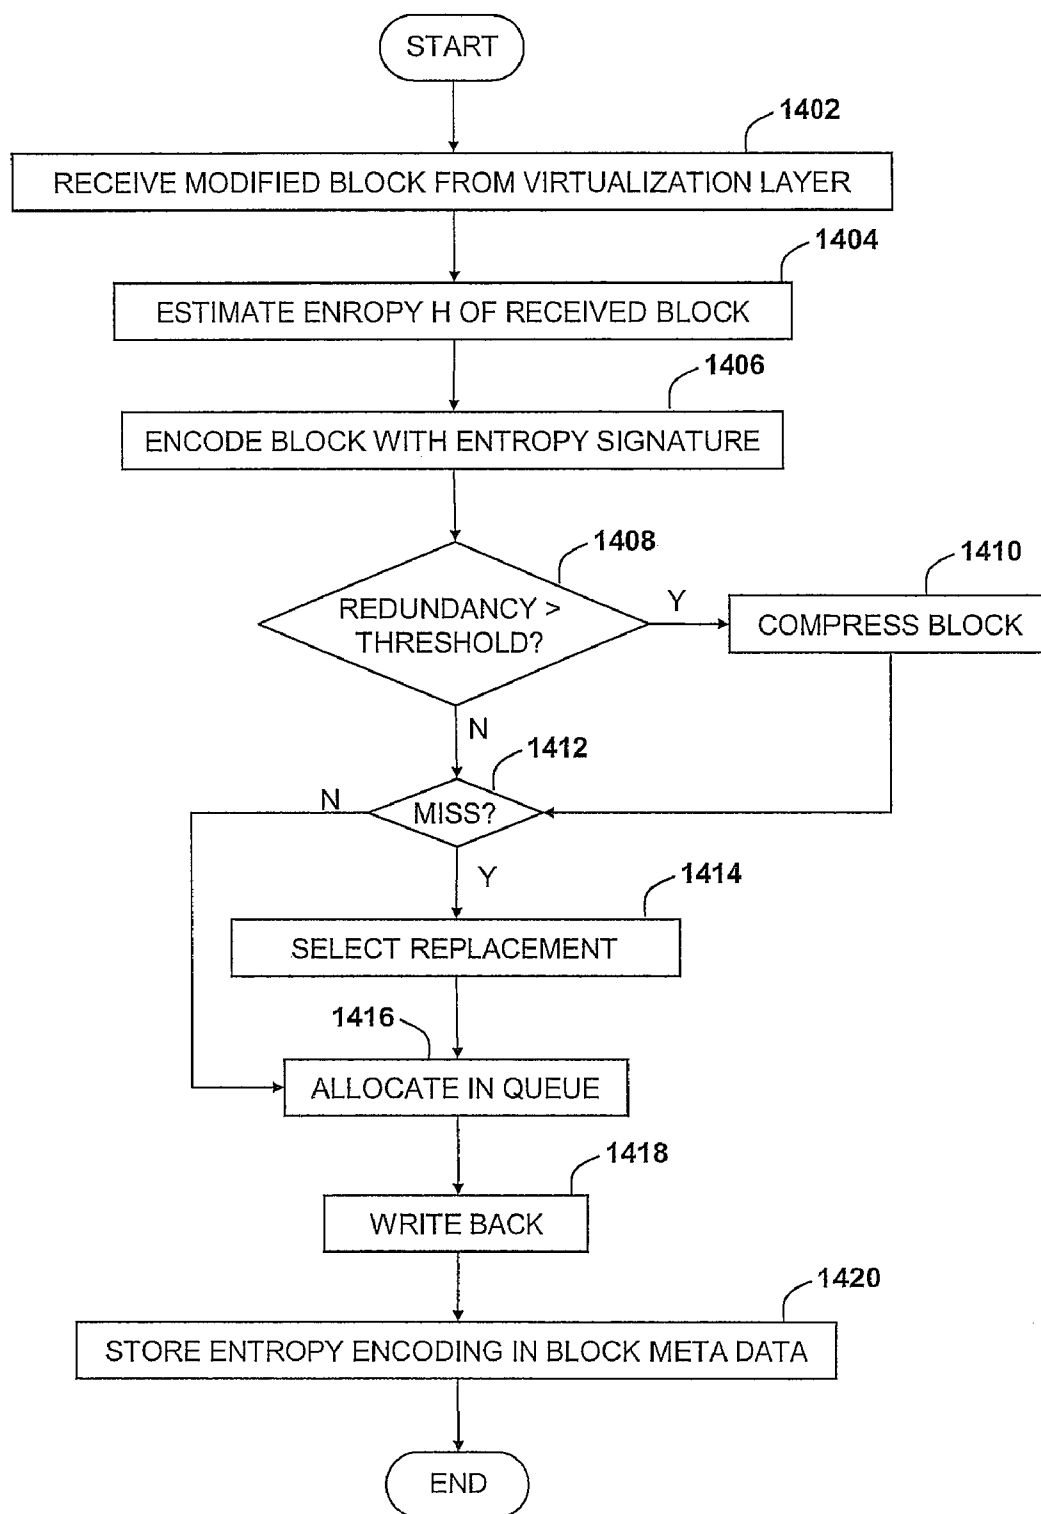 START
1402
RECEIVE MODIFIED BLOCK FROM VIRTUALIZATION LAYER
1404
ESTIMATE ENROPY H OF RECEIVED BLOCK
1406
ENCODE BLOCK WITH ENTROPY SIGNATURE
1408
REDUNDANCY >
THRESHOLD?
Y
1410
COMPRESS BLOCK
N
1412
MISS?
N
Y
1414
SELECT REPLACEMENT
1416
ALLOCATE IN QUEUE
1418
WRITE BACK
1420
STORE ENTROPY ENCODING IN BLOCK META DATA
END